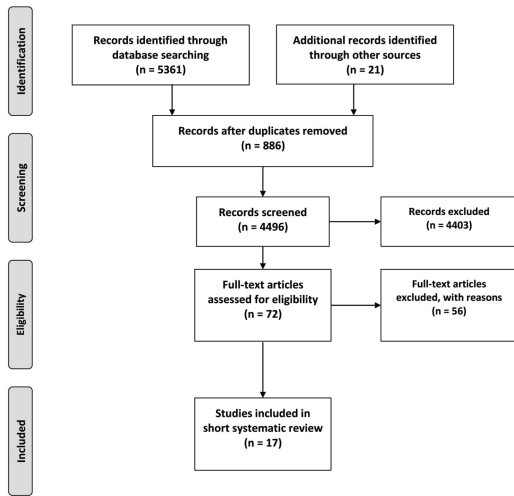 Identification
Records identified through
database searching
(n = 5361)
Additional records identified
through other sources
(n = 21)
Records after duplicates removed
(n = 886)
Screening
Records screened
(n = 4496)
Records excluded
(n = 4403)
Eligibility
Full-text articles
assessed for eligibility
(n = 72)
Full-text articles
excluded, with reasons
(n = 56)
Included
Studies included in
short systematic review
(n = 17)